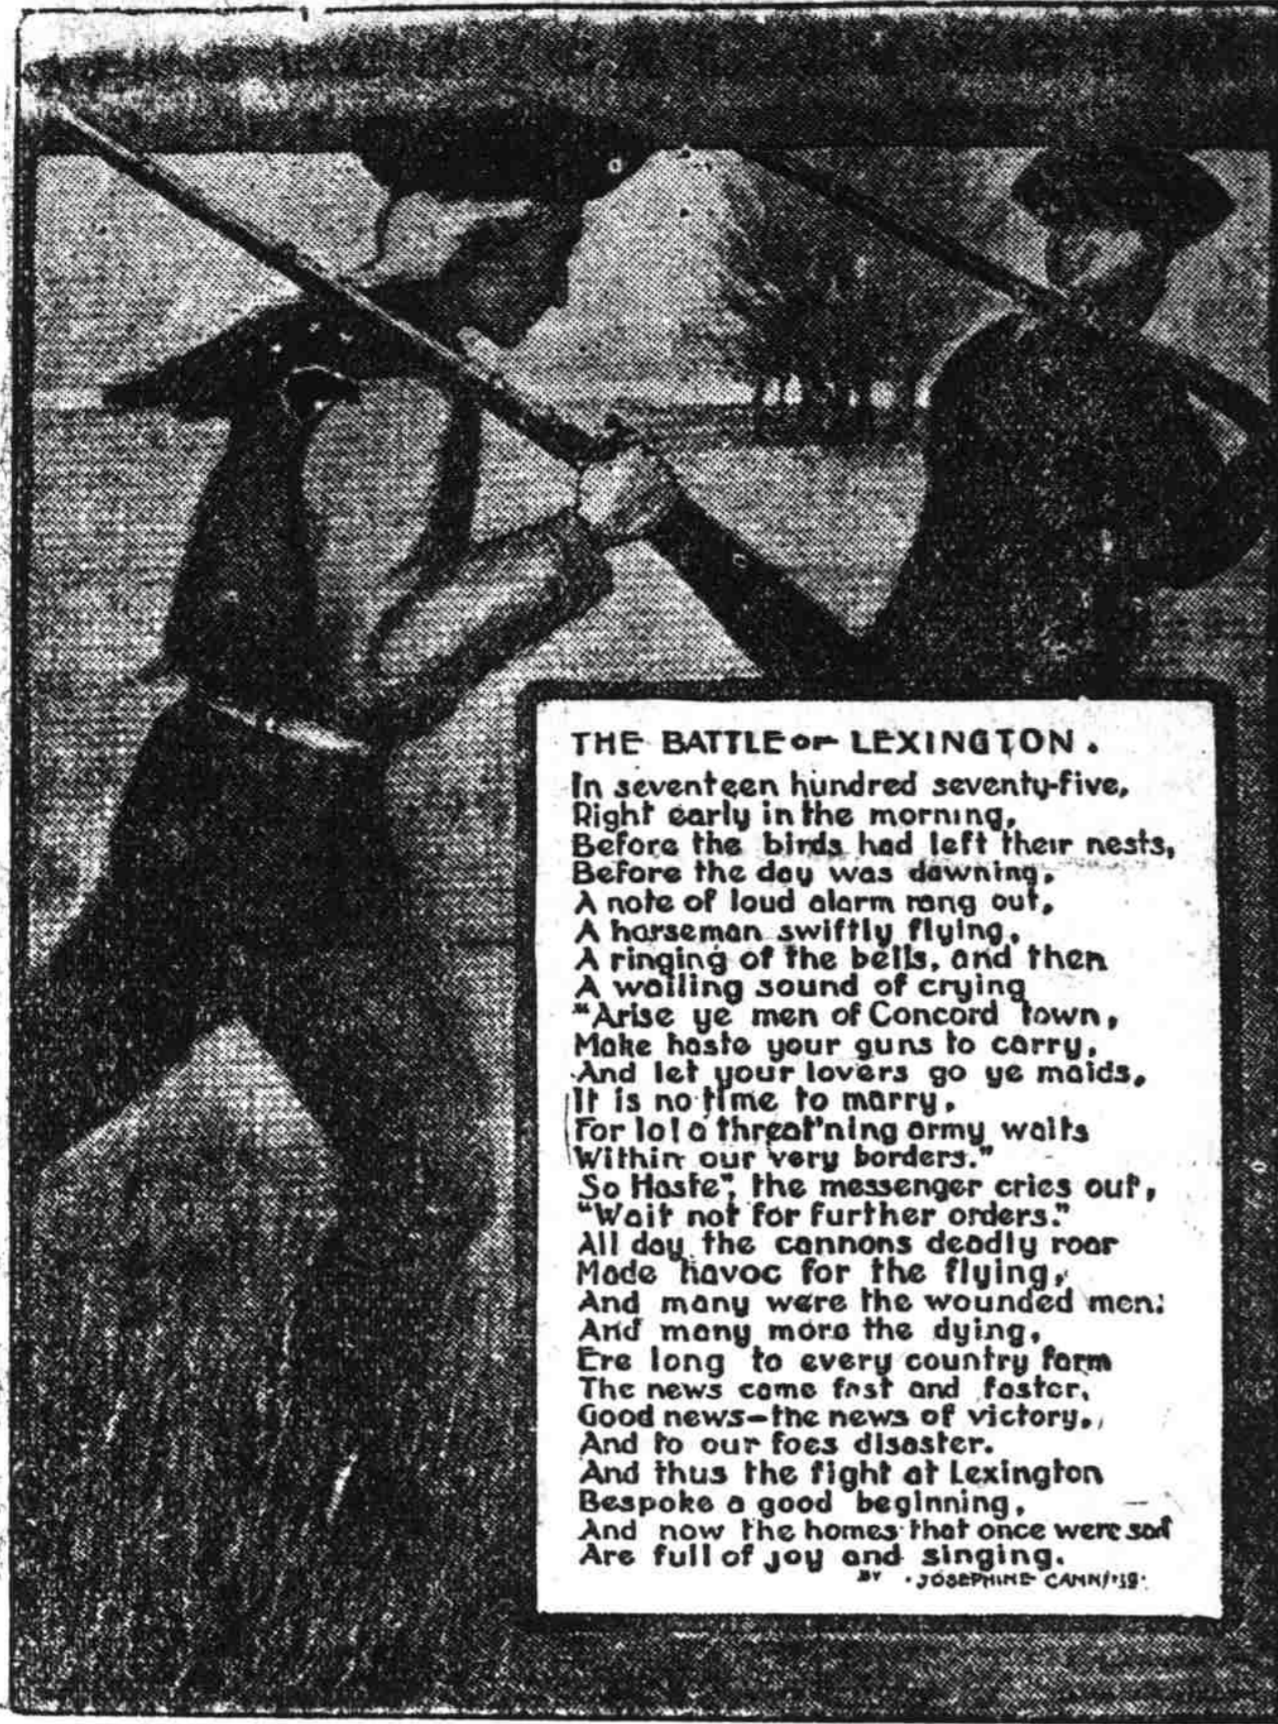 THE BATTLE OF LEXINGTON.
In seventeen hundred seventy-five,
Right early in the morning,
Before the birds had left their nests,
Before the day was dawning,
A note of loud alarm rang out,
A horseman swiftly flying,
A ringing of the bells, and then
A wailing sound of crying
"Arise ye men of Concord town,
Make haste your guns to carry,
And let your lovers go ye maids,
It is no time to marry,
For lo! a threat'ning army waits
Within our very borders."
So Haste", the messenger cries out,
"Wait not for further orders."
All day the cannons deadly roar
Made havoc for the flying,
And many were the wounded men;
And many more the dying,
Ere long to every country farm
The news came fast and faster,
Good news-the news of victory,
And to our foes disaster.
And thus the fight at Lexington
Bespoke a good beginning,
And now the homes that once were sad
Are full of joy and singing.
BY JOSEPHINE